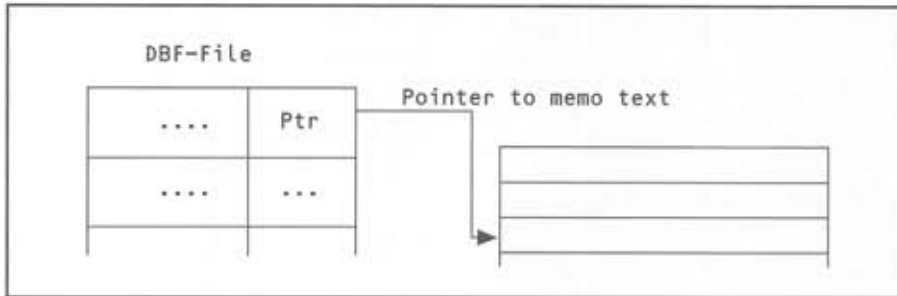 DBF-File
Pointer to memo text
.... Ptr
.... ...